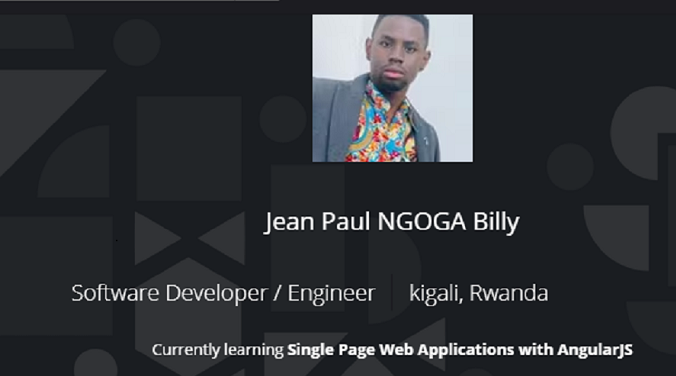 Jean Paul NGOGA Billy
Software Developer / Engineer kigali, Rwanda
Currently learning Single Page Web Applications with AngularJS